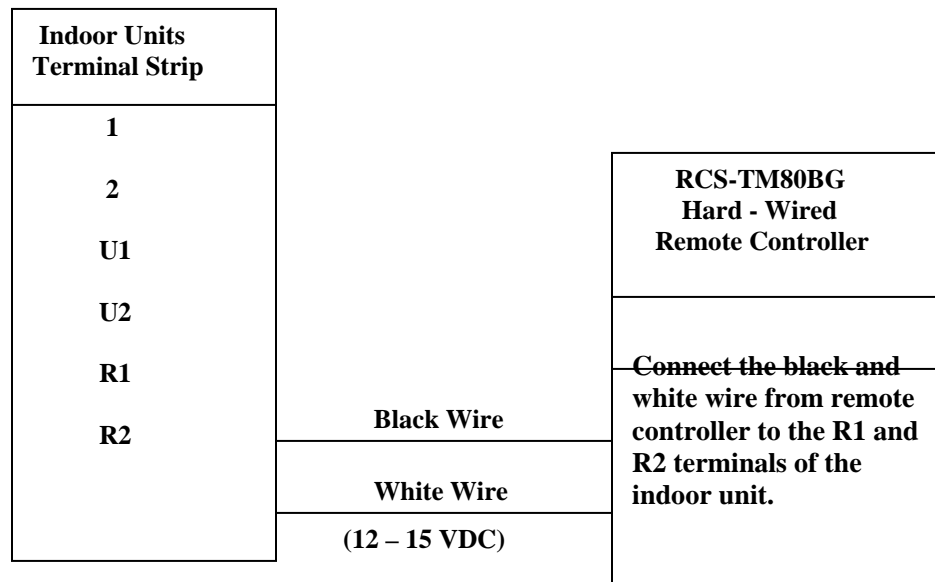 Indoor Units
Terminal Strip
1
2
U1
U2
R1
R2
Black Wire
White Wire
(12 – 15 VDC)
RCS-TM80BG
Hard - Wired
Remote Controller
Connect the black and
white wire from remote
controller to the R1 and
R2 terminals of the
indoor unit.